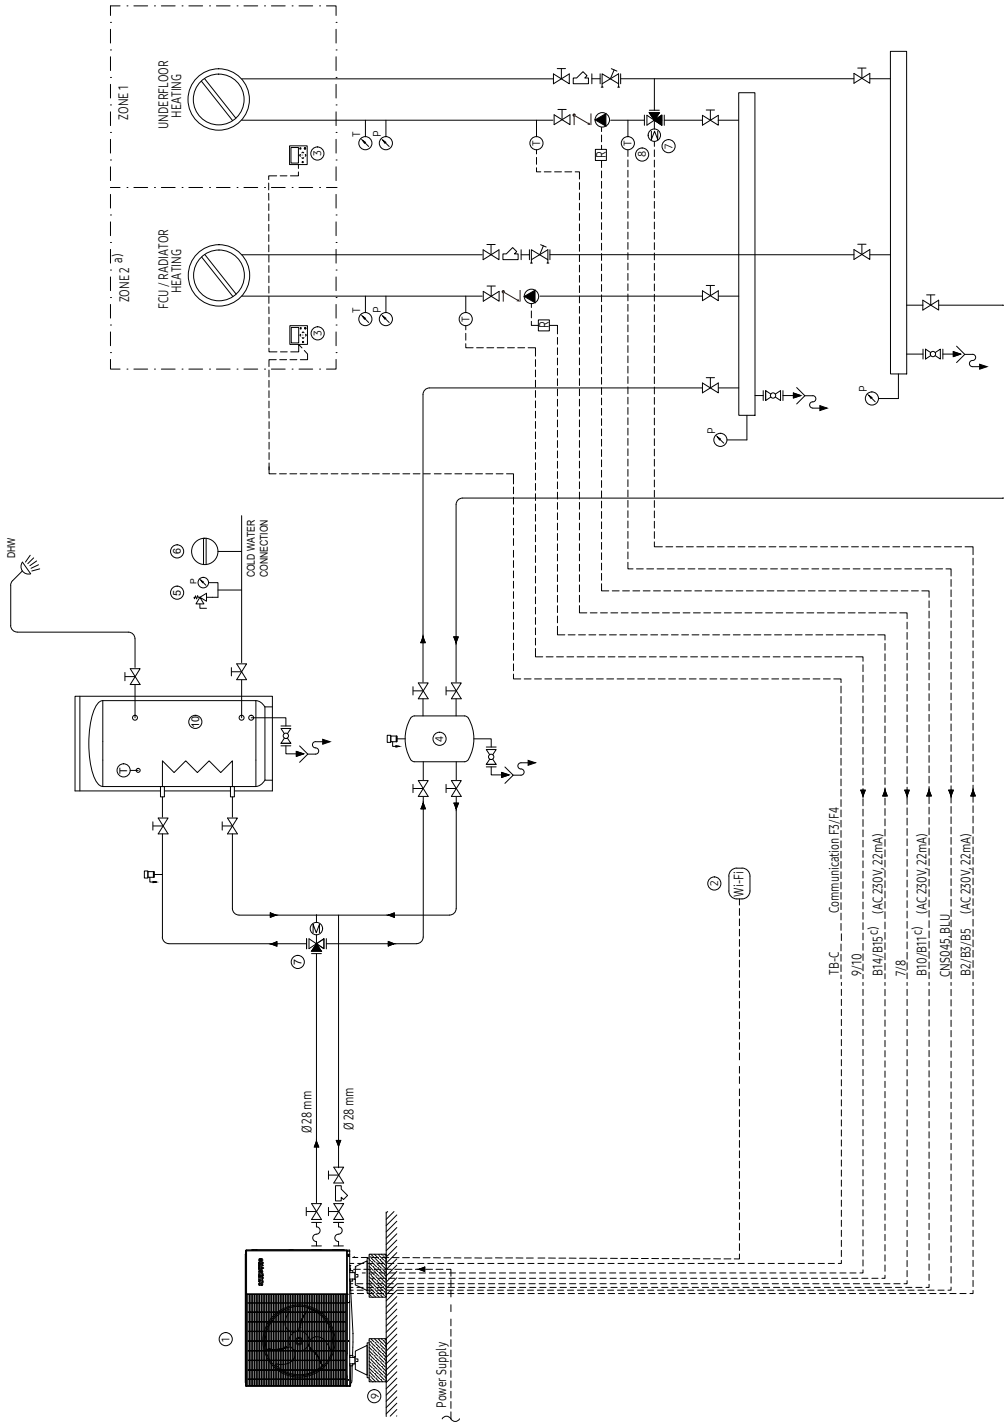 ZONE 1
UNDERFLOOR
HEATING
ZONE 2 a)
FCU / RADIATOR
HEATING
3
3
T
P
T
P
T
T
T
R
R
M
8
7
P
P
DHW
6
5
P
COLD WATER
CONNECTION
10
T
4
M
7
Ø 28 mm
Ø 28 mm
2
Wi-Fi
TB-C Communication F3/F4
9/10
B14/B15 c) (AC 230V, 22mA)
7/8
B10/B11 c) (AC 230V, 22mA)
CNS045, BLU
B2/B3/B5 (AC 230V, 22mA)
1
SAMSUNG
9
Power Supply